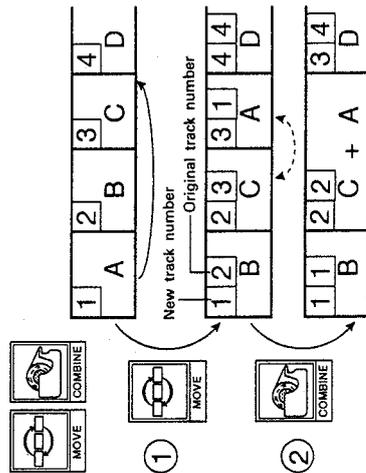 MOVE COMBINE
1 2 3 4
A B C D
① MOVE
New track number
Original track number
1 2 2 3 3 1 4 4
B C A D
② COMBINE
1 1 2 2 3 4
B C + A D